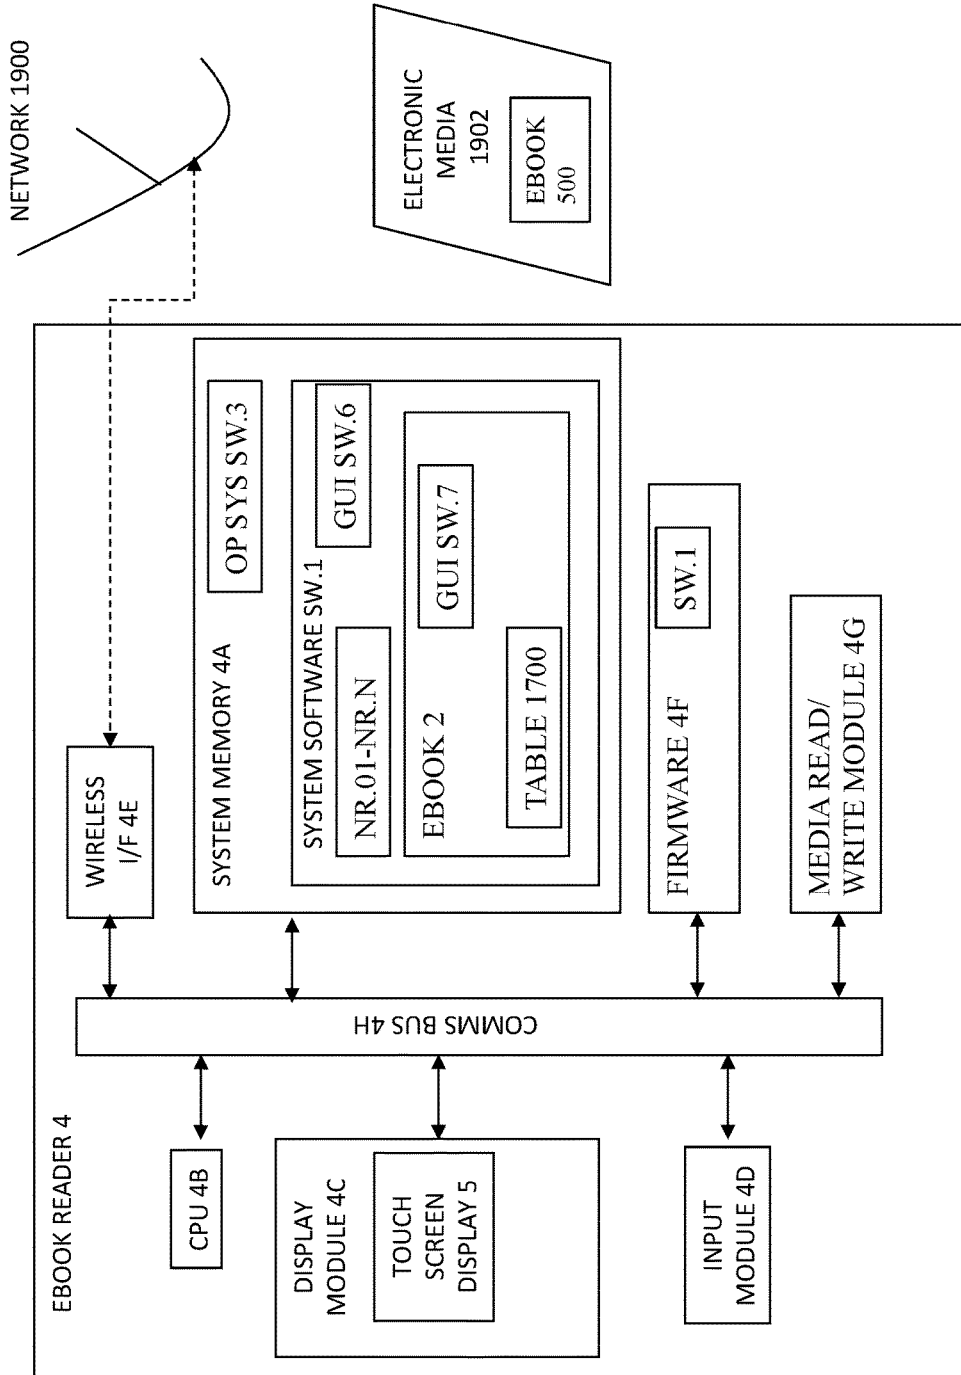 EBOOK READER 4
CPU 4B
DISPLAY
MODULE 4C
TOUCH
SCREEN
DISPLAY 5
INPUT
MODULE 4D
COMMS BUS 4H
WIRELESS
I/F 4E
SYSTEM MEMORY 4A
OP SYS SW.3
SYSTEM SOFTWARE SW.1
GUI SW.6
NR.01-NR.N
EBOOK 2
GUI SW.7
TABLE 1700
FIRMWARE 4F
SW.1
MEDIA READ/
WRITE MODULE 4G
NETWORK 1900
ELECTRONIC
MEDIA
1902
EBOOK
500